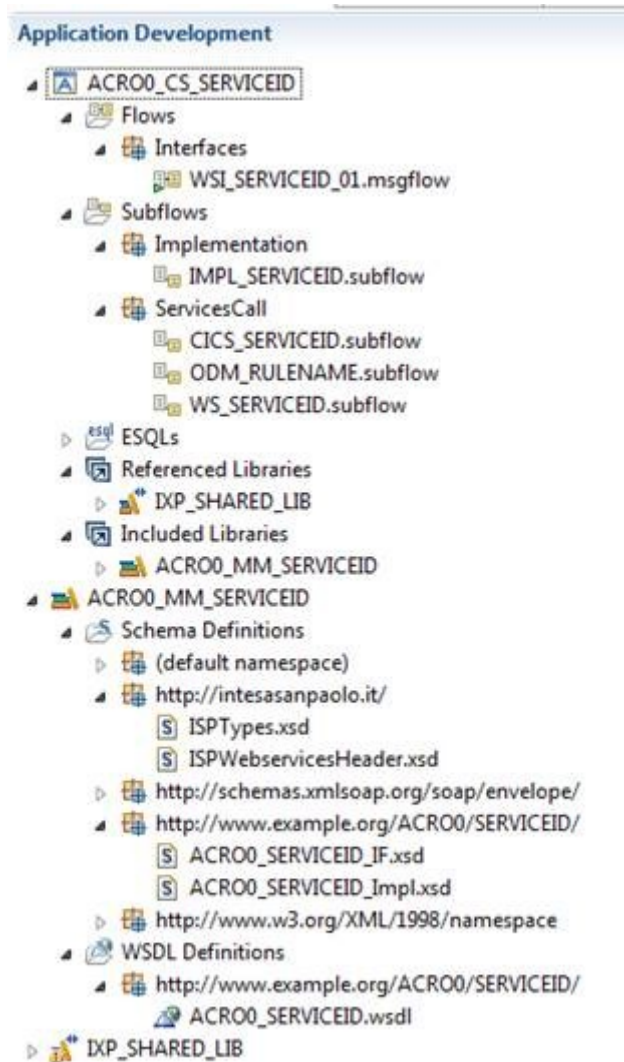 Application Development
ACRO0_CS_SERVICEID
Flows
Interfaces
WSI_SERVICEID_01.msgflow
Subflows
Implementation
IMPL_SERVICEID.subflow
ServicesCall
CICS_SERVICEID.subflow
ODM_RULENAME.subflow
WS_SERVICEID.subflow
ESQLs
Referenced Libraries
IXP_SHARED_LIB
Included Libraries
ACRO0_MM_SERVICEID
ACRO0_MM_SERVICEID
Schema Definitions
(default namespace)
http://intesasanpaolo.it/
ISPTypes.xsd
ISPWebservicesHeader.xsd
http://schemas.xmlsoap.org/soap/envelope/
http://www.example.org/ACRO0/SERVICEID/
ACRO0_SERVICEID_IF.xsd
ACRO0_SERVICEID_Impl.xsd
http://www.w3.org/XML/1998/namespace
WSDL Definitions
http://www.example.org/ACRO0/SERVICEID/
ACRO0_SERVICEID.wsdl
IXP_SHARED_LIB